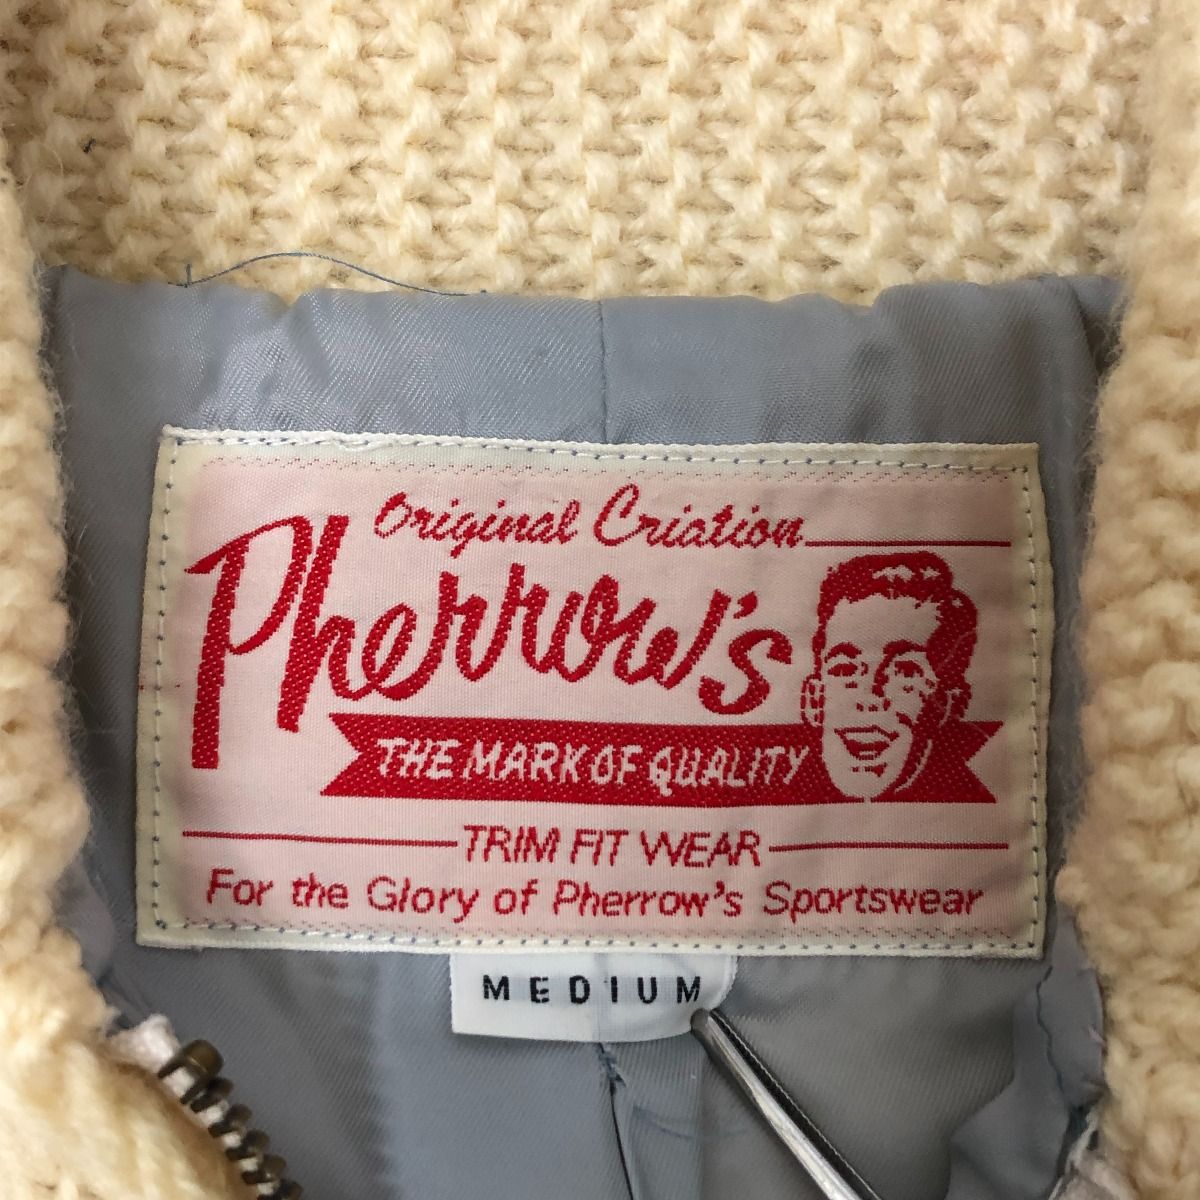 Original Criation
Pherrow's
THE MARK OF QUALITY
TRIM FIT WEAR
For the Glory of Pherrow's Sportswear
MEDIUM